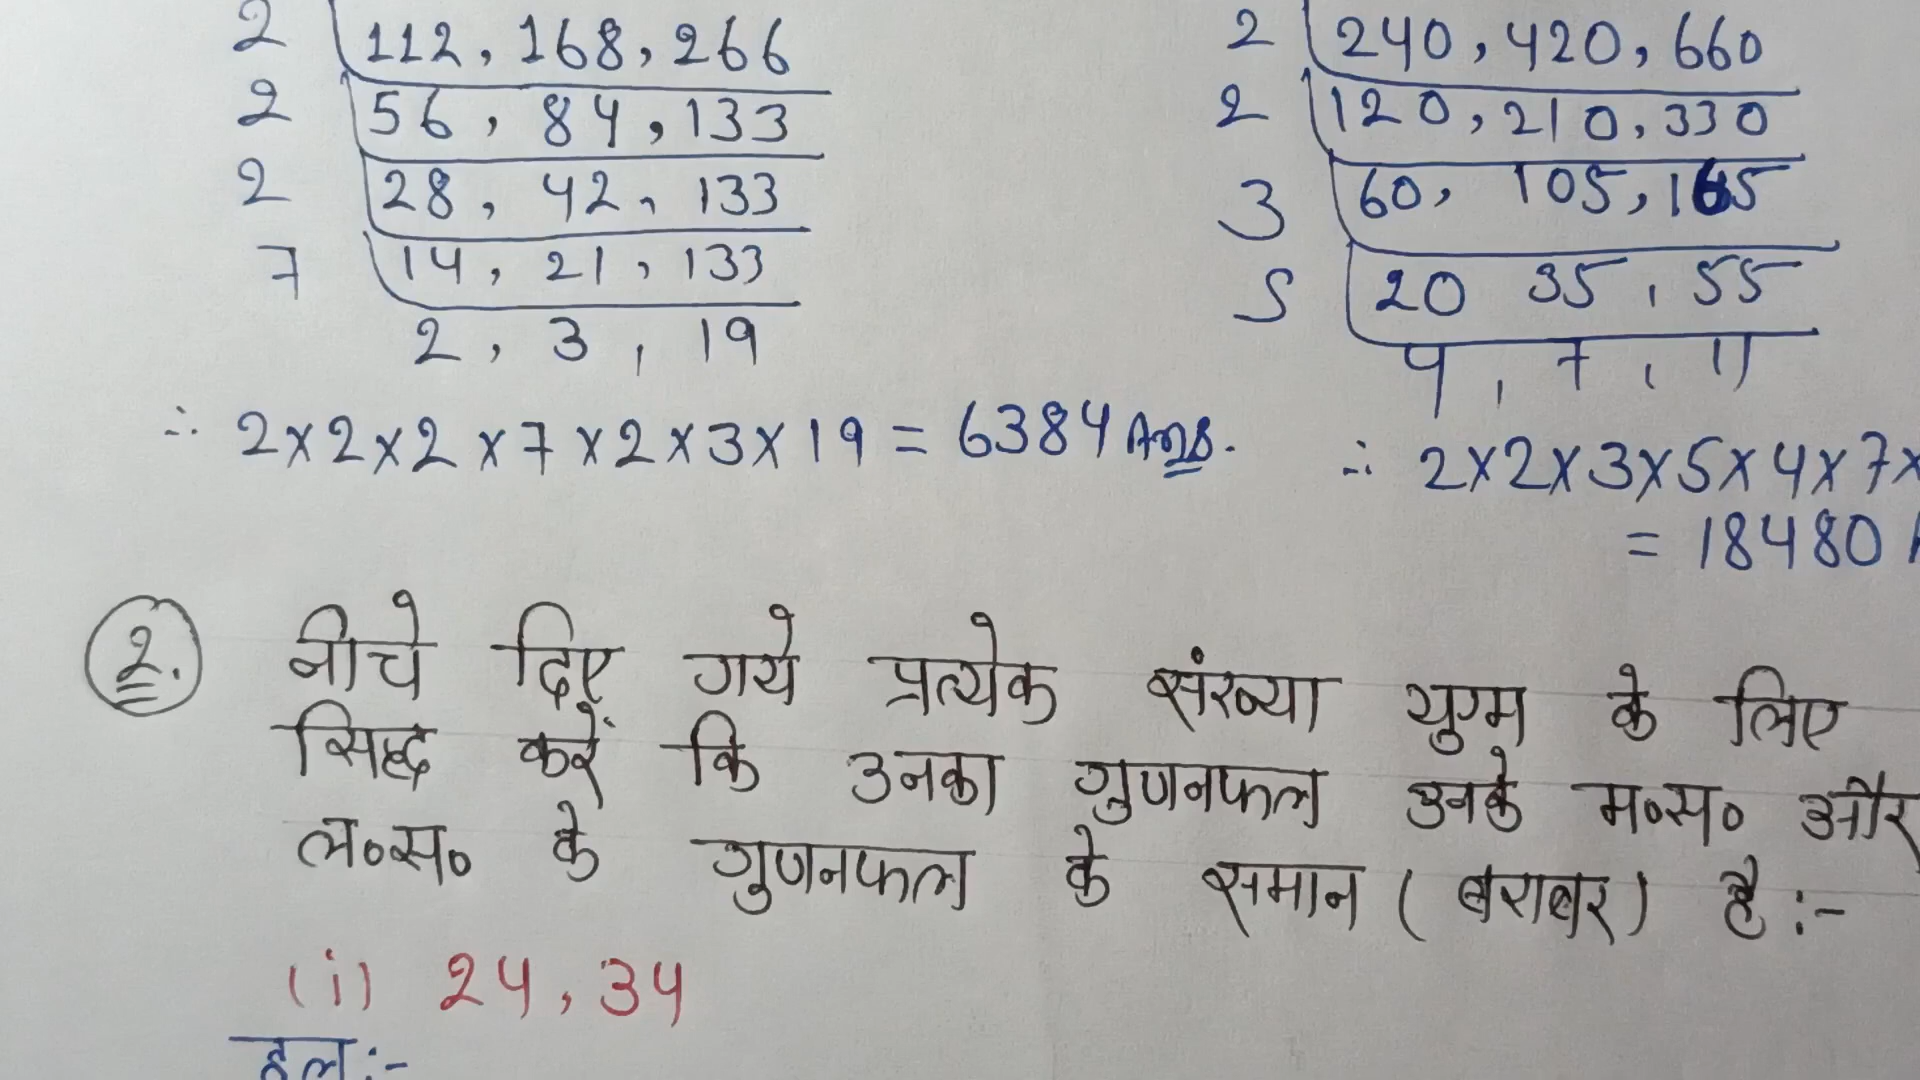 2 112, 168, 266
2 56, 84, 133
2 28, 42, 133
7 14, 21, 133
2, 3, 19
∴ 2×2×2×7×2×3×19 = 6384 Ans.
2 240, 420, 660
2 120, 210, 330
3 60, 105, 165
5 20 35, 55
4, 7, 11
∴ 2×2×3×5×4×7×
= 18480
2. नीचे दिए गये प्रत्येक संख्या युग्म के लिए
सिद्ध करें कि उनका गुणनफल उनके म०स० और
ल०स० के गुणनफल के समान (बराबर) है:-
(i) 24, 34
हल:-